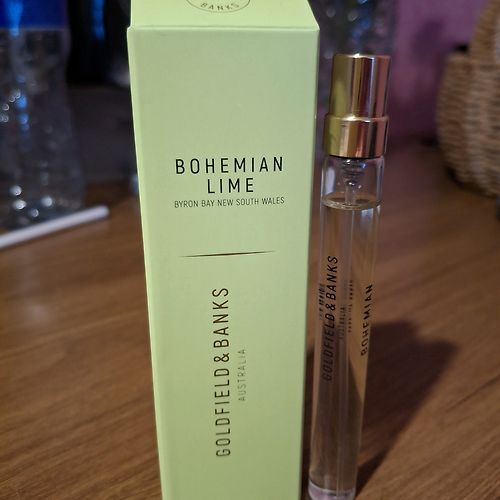 BANKS
BOHEMIAN
LIME
BYRON BAY NEW SOUTH WALES
GOLDFIELD & BANKS
AUSTRALIA
GOLDFIELD & BANKS
AUSTRALIA
BOHEMIAN